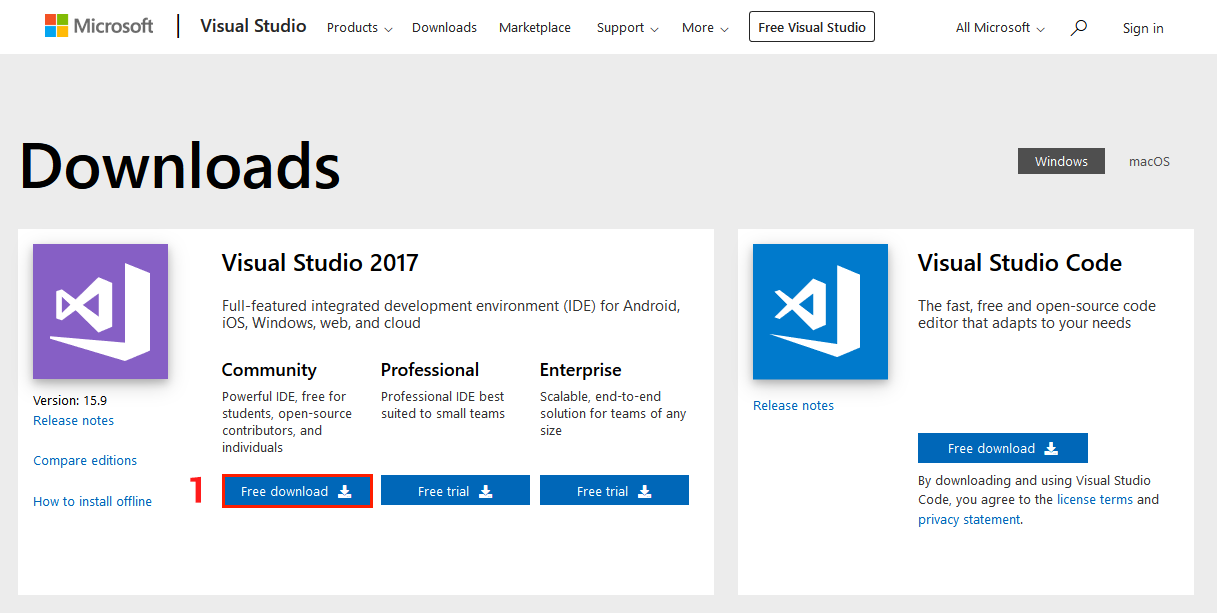 Microsoft | Visual Studio Products Downloads Marketplace Support More Free Visual Studio All Microsoft Sign in
Downloads
Windows macOS
Visual Studio 2017
Full-featured integrated development environment (IDE) for Android,
iOS, Windows, web, and cloud
Version: 15.9
Release notes
Compare editions
How to install offline
Community
Powerful IDE, free for
students, open-source
contributors, and
individuals
1
Free download
Professional
Professional IDE best
suited to small teams
Free trial
Enterprise
Scalable, end-to-end
solution for teams of any
size
Free trial
Visual Studio Code
The fast, free and open-source code
editor that adapts to your needs
Release notes
Free download
By downloading and using Visual Studio
Code, you agree to the license terms and
privacy statement.